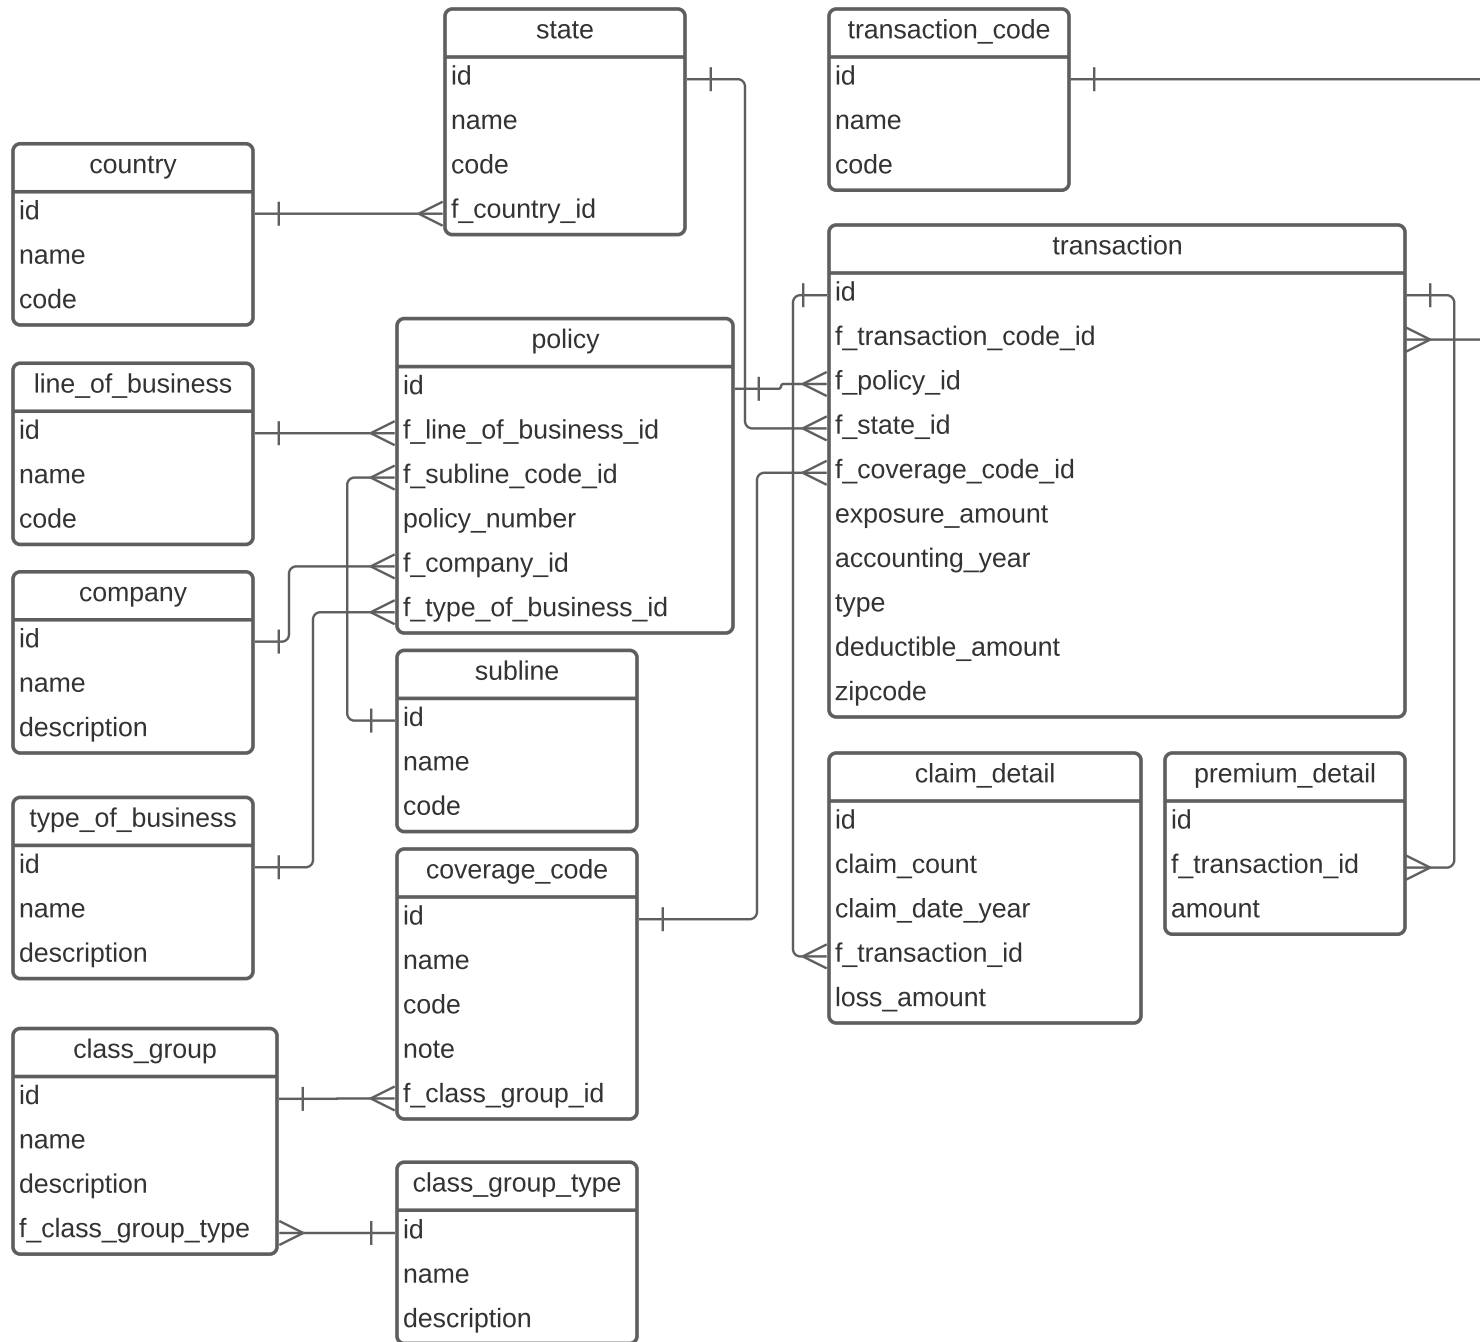 state
id
name
code
f_country_id
transaction_code
id
name
code
country
id
name
code
transaction
id
f_transaction_code_id
f_policy_id
f_state_id
f_coverage_code_id
exposure_amount
accounting_year
type
deductible_amount
zipcode
policy
id
f_line_of_business_id
f_subline_code_id
policy_number
f_company_id
f_type_of_business_id
line_of_business
id
name
code
company
id
name
description
subline
id
name
code
claim_detail
id
claim_count
claim_date_year
f_transaction_id
loss_amount
premium_detail
id
f_transaction_id
amount
type_of_business
id
name
description
coverage_code
id
name
code
note
f_class_group_id
class_group
id
name
description
f_class_group_type
class_group_type
id
name
description